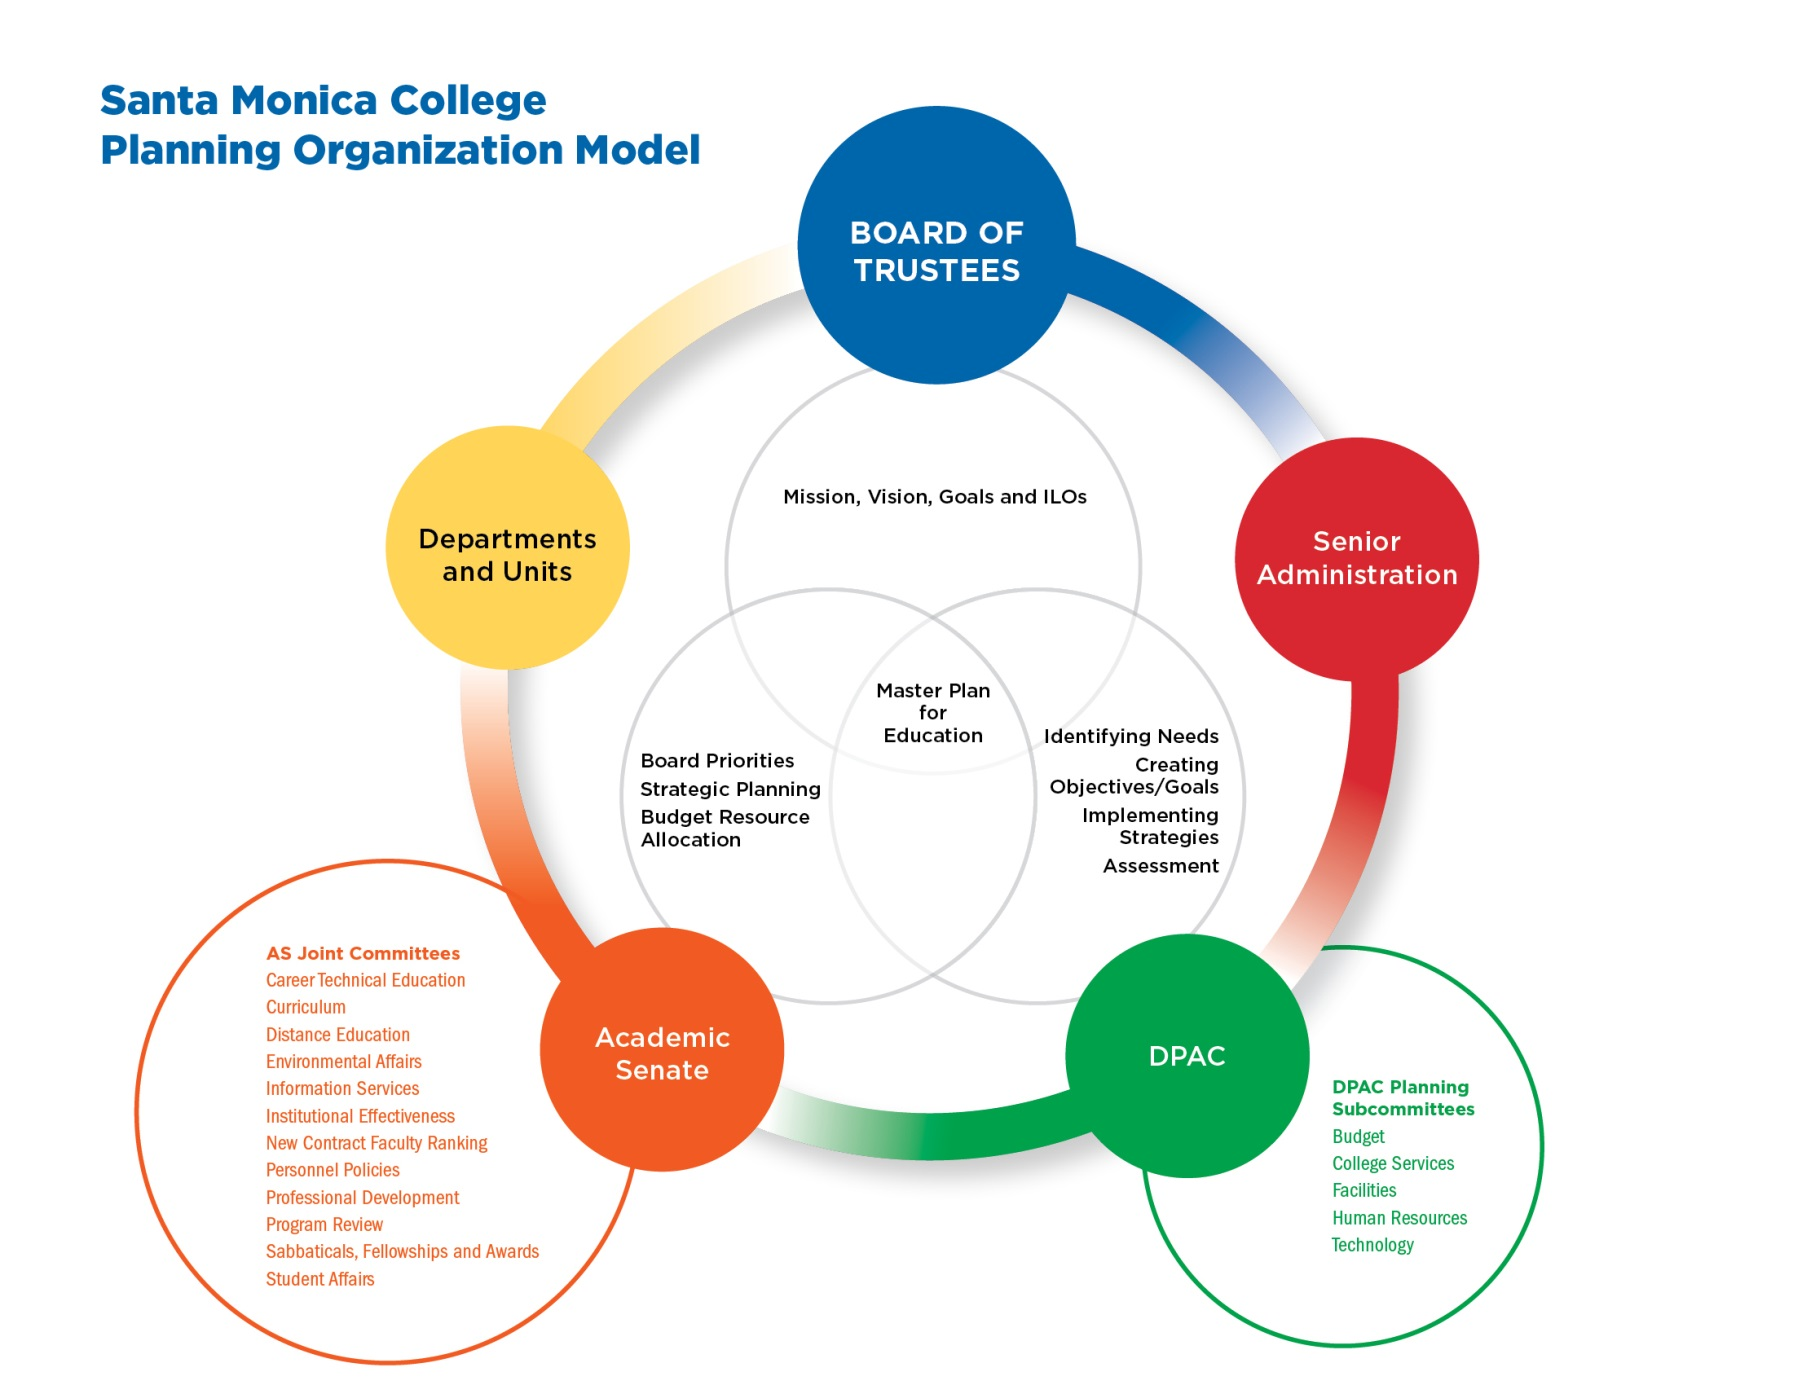 Santa Monica College
Planning Organization Model
BOARD OF
TRUSTEES
Departments
and Units
Senior
Administration
Mission, Vision, Goals and ILOs
Master Plan
for
Education
Board Priorities
Strategic Planning
Budget Resource
Allocation
Identifying Needs
Creating
Objectives/Goals
Implementing
Strategies
Assessment
Academic
Senate
DPAC
AS Joint Committees
Career Technical Education
Curriculum
Distance Education
Environmental Affairs
Information Services
Institutional Effectiveness
New Contract Faculty Ranking
Personnel Policies
Professional Development
Program Review
Sabbaticals, Fellowships and Awards
Student Affairs
DPAC Planning
Subcommittees
Budget
College Services
Facilities
Human Resources
Technology